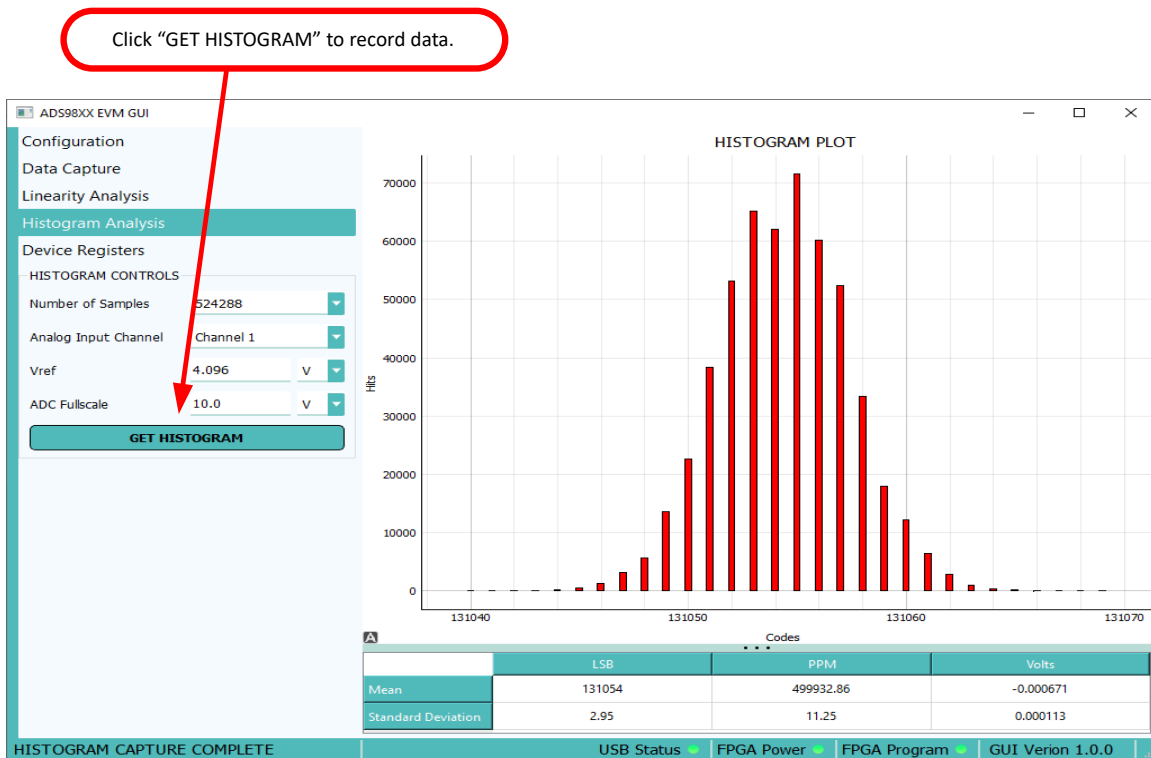 Click “GET HISTOGRAM” to record data.
ADS98XX EVM GUI
Configuration
Data Capture
Linearity Analysis
Histogram Analysis
Device Registers
HISTOGRAM CONTROLS
Number of Samples 524288
Analog Input Channel Channel 1
Vref 4.096 V
ADC Fullscale 10.0 V
GET HISTOGRAM
HISTOGRAM PLOT
70000
60000
50000
40000
30000
20000
10000
0
Hits
131040 131050 131060 131070
A
Codes
LSB PPM Volts
Mean 131054 499932.86 -0.000671
Standard Deviation 2.95 11.25 0.000113
HISTOGRAM CAPTURE COMPLETE USB Status FPGA Power FPGA Program GUI Verion 1.0.0